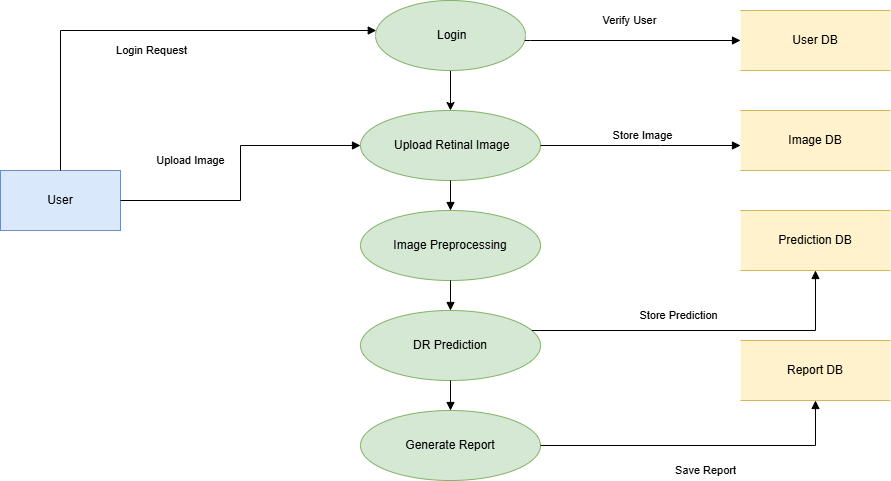 Verify User
Login
User DB
Login Request
Store Image
Upload Retinal Image
Image DB
Upload Image
User
Image Preprocessing
Prediction DB
Store Prediction
DR Prediction
Report DB
Generate Report
Save Report